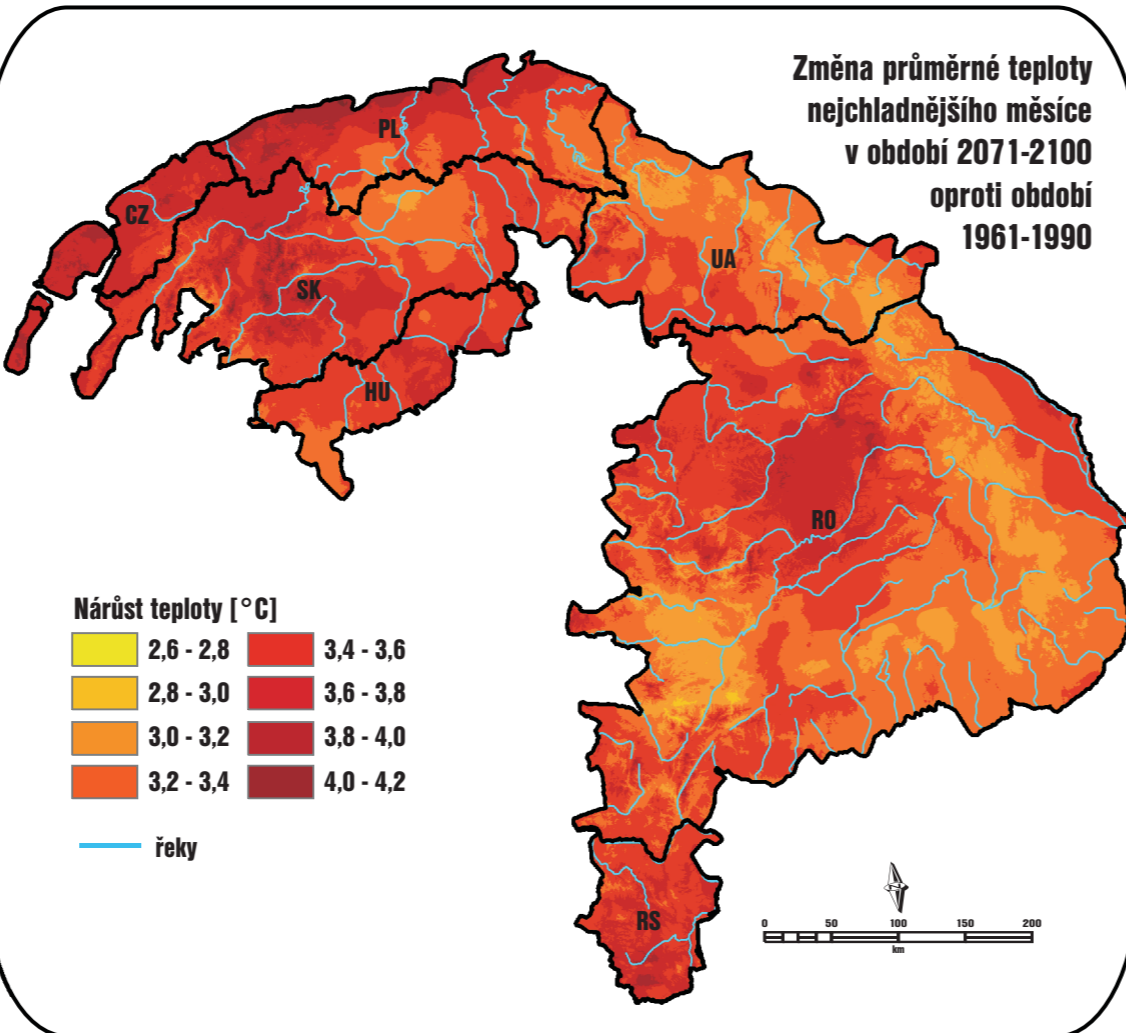 Změna průměrné teploty
nejchladnějšího měsíce
v období 2071-2100
oproti období
1961-1990
PL
CZ
UA
SK
HU
RO
RS
Nárůst teploty [°C]
2,6 - 2,8
2,8 - 3,0
3,0 - 3,2
3,2 - 3,4
3,4 - 3,6
3,6 - 3,8
3,8 - 4,0
4,0 - 4,2
řeky
0 50 100 150 200
km